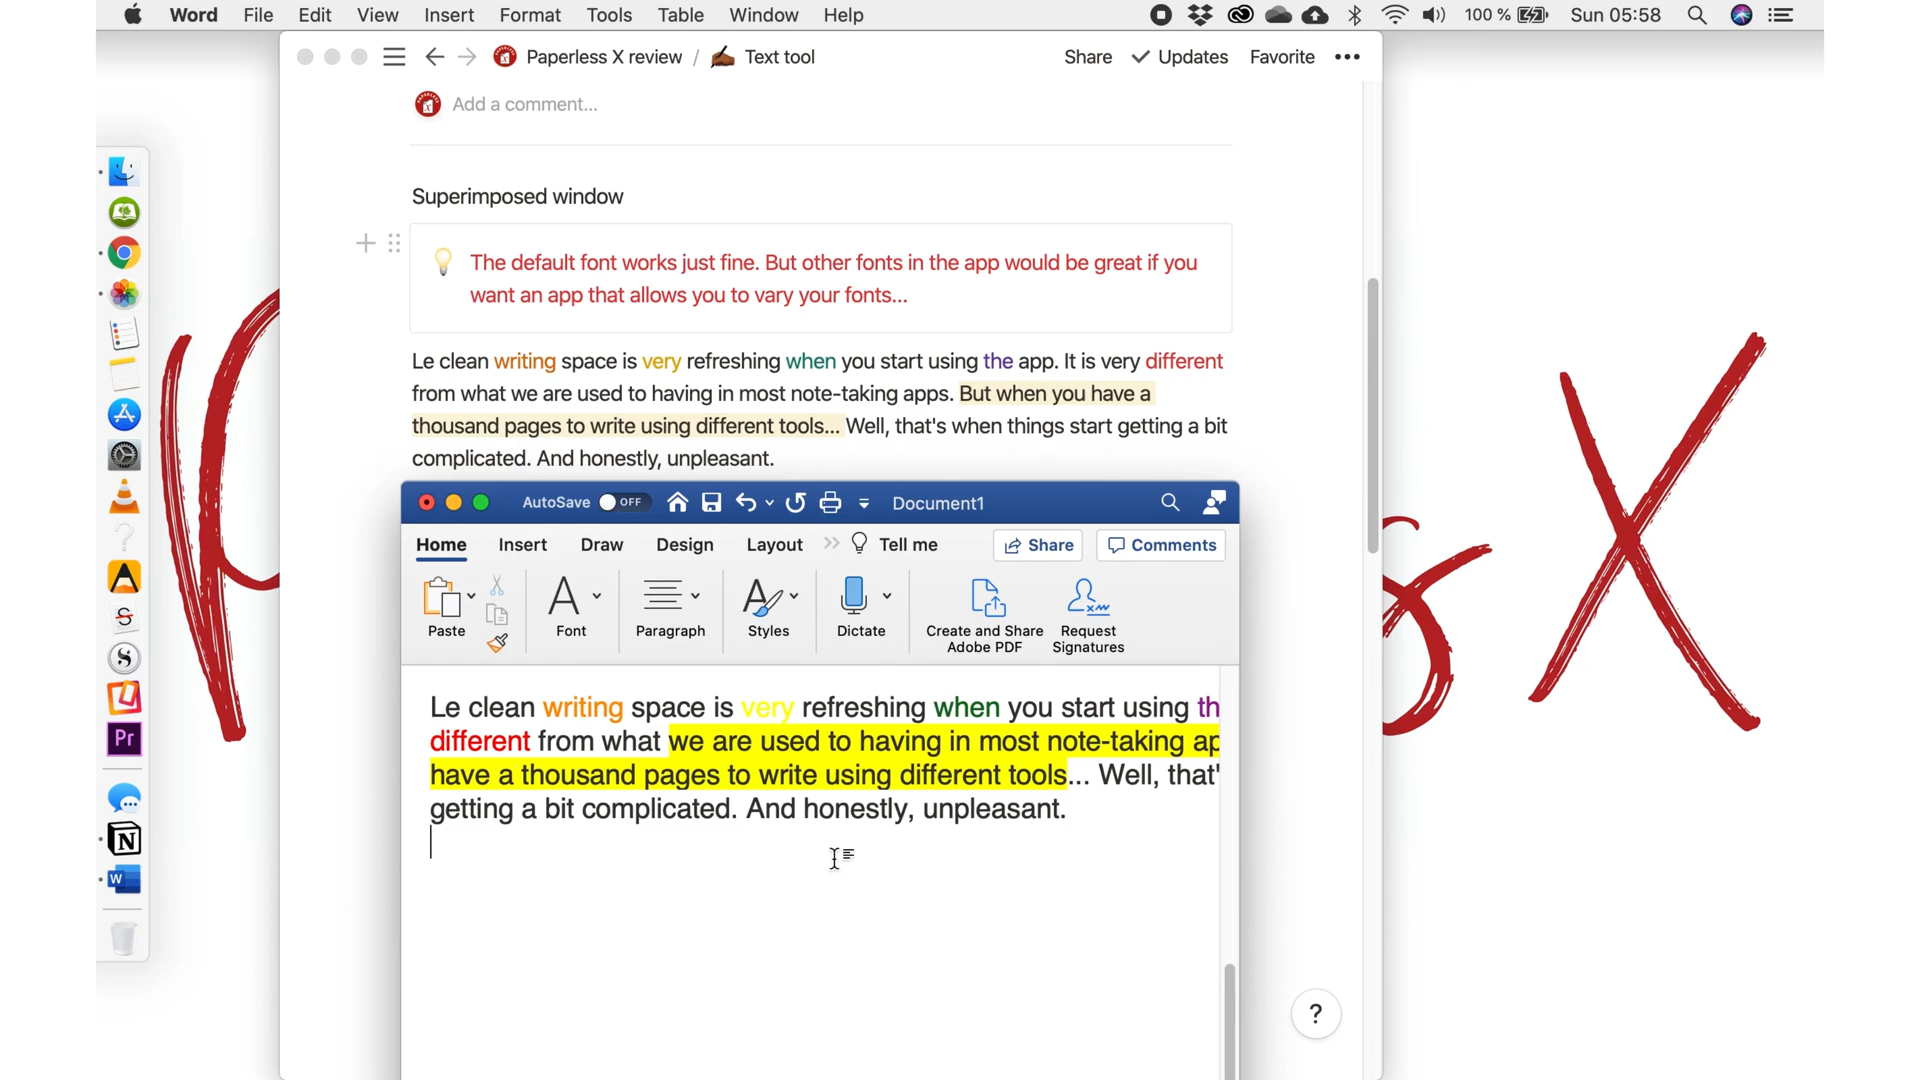 Word File Edit View Insert Format Tools Table Window Help 100 % Sun 05:58
Paperless X review / Text tool Share Updates Favorite
Add a comment...
Superimposed window
The default font works just fine. But other fonts in the app would be great if you
want an app that allows you to vary your fonts...
Le clean writing space is very refreshing when you start using the app. It is very different
from what we are used to having in most note-taking apps. But when you have a
thousand pages to write using different tools... Well, that's when things start getting a bit
complicated. And honestly, unpleasant.
AutoSave OFF Document1
Home Insert Draw Design Layout Tell me Share Comments
Paste Font Paragraph Styles Dictate Create and Share
Adobe PDF Request
Signatures
Le clean writing space is very refreshing when you start using th
different from what we are used to having in most note-taking ap
have a thousand pages to write using different tools... Well, that'
getting a bit complicated. And honestly, unpleasant.
Pr
N
W
?
s X